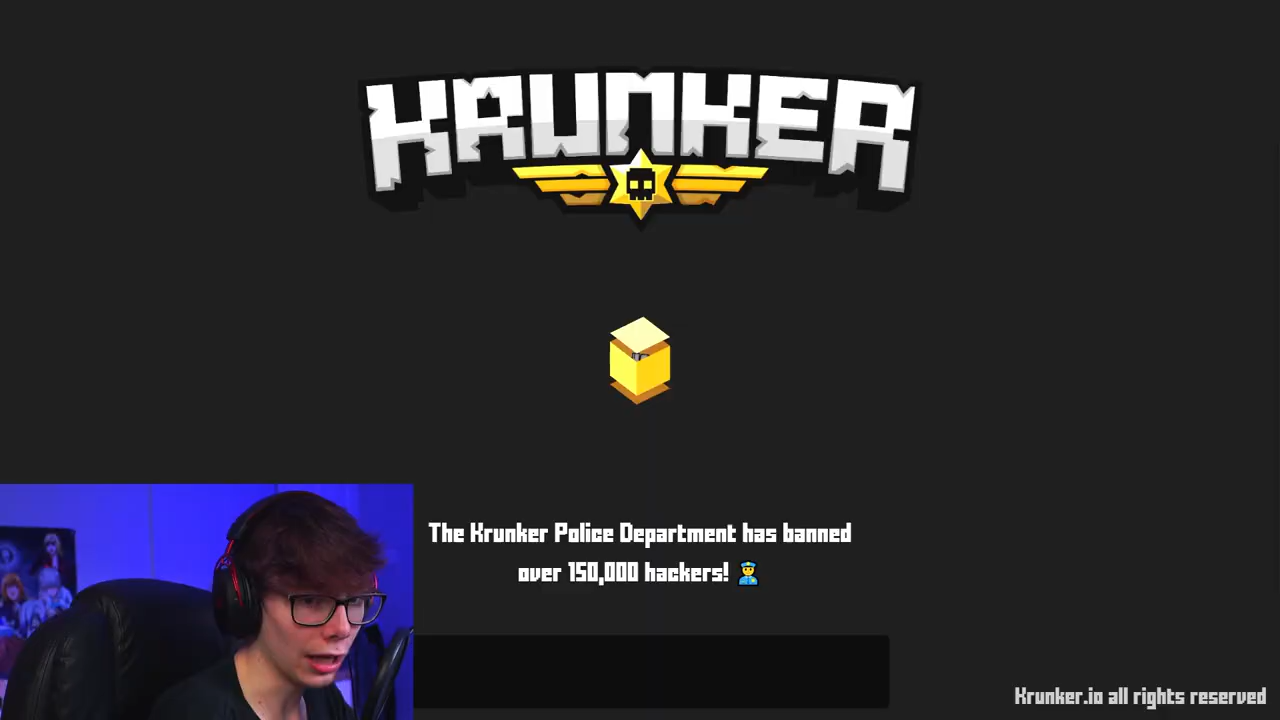 KRUNKER
The Krunker Police Department has banned
over 150,000 hackers! 👮
Krunker.io all rights reserved